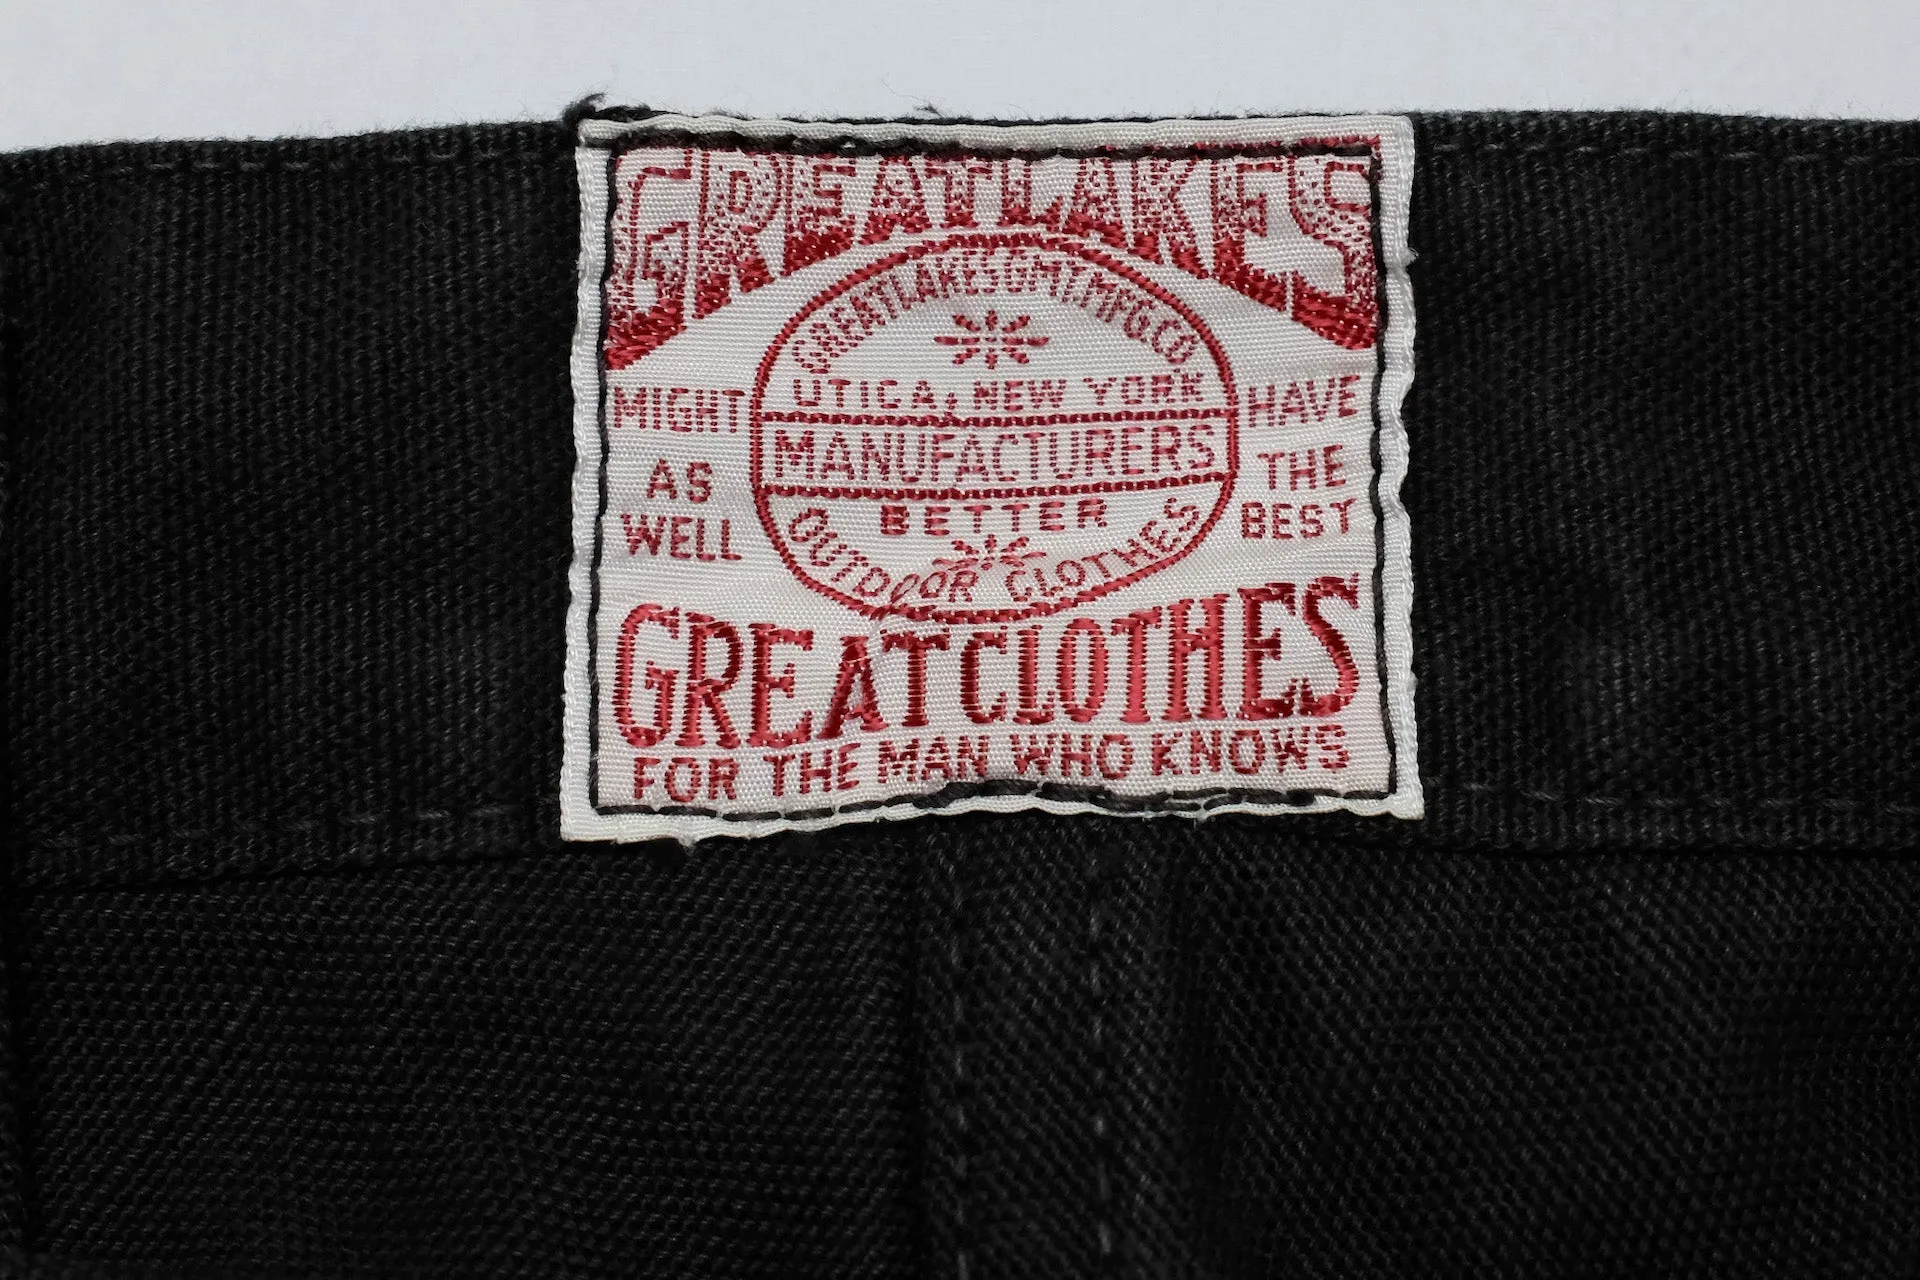 GREATLAKES
GREATLAKES GMT. MFG. CO.
UTICA, NEW YORK
MANUFACTURERS
BETTER
OUTDOOR CLOTHES
MIGHT
AS
WELL
HAVE
THE
BEST
GREATCLOTHES
FOR THE MAN WHO KNOWS